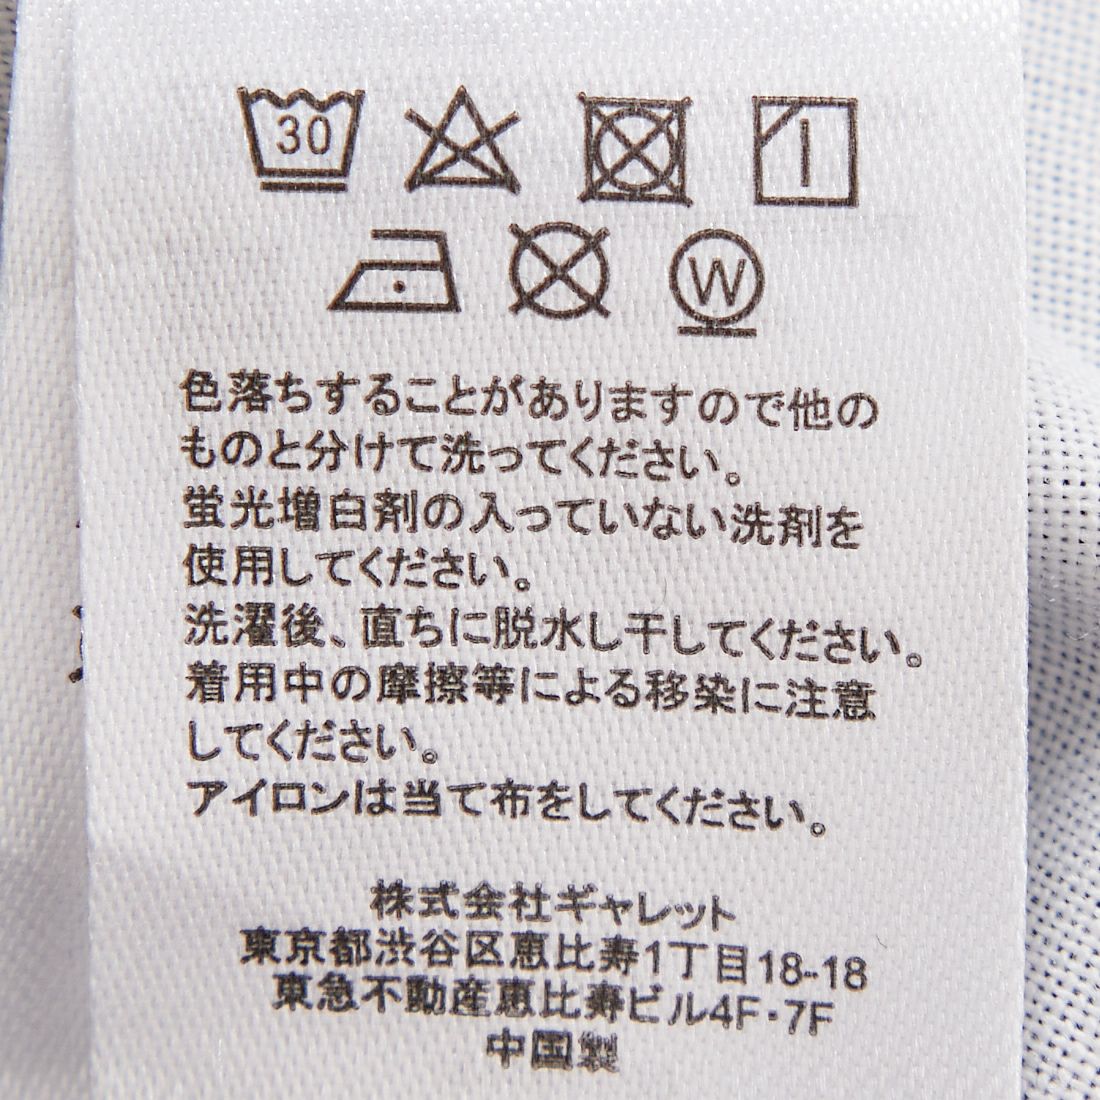 30
W
色落ちすることがありますので他の
ものと分けて洗ってください。
蛍光増白剤の入っていない洗剤を
使用してください。
洗濯後、直ちに脱水し干してください。
着用中の摩擦等による移染に注意
してください。
アイロンは当て布をしてください。
株式会社ギャレット
東京都渋谷区恵比寿1丁目18-18
東急不動産恵比寿ビル4F・7F
中国製